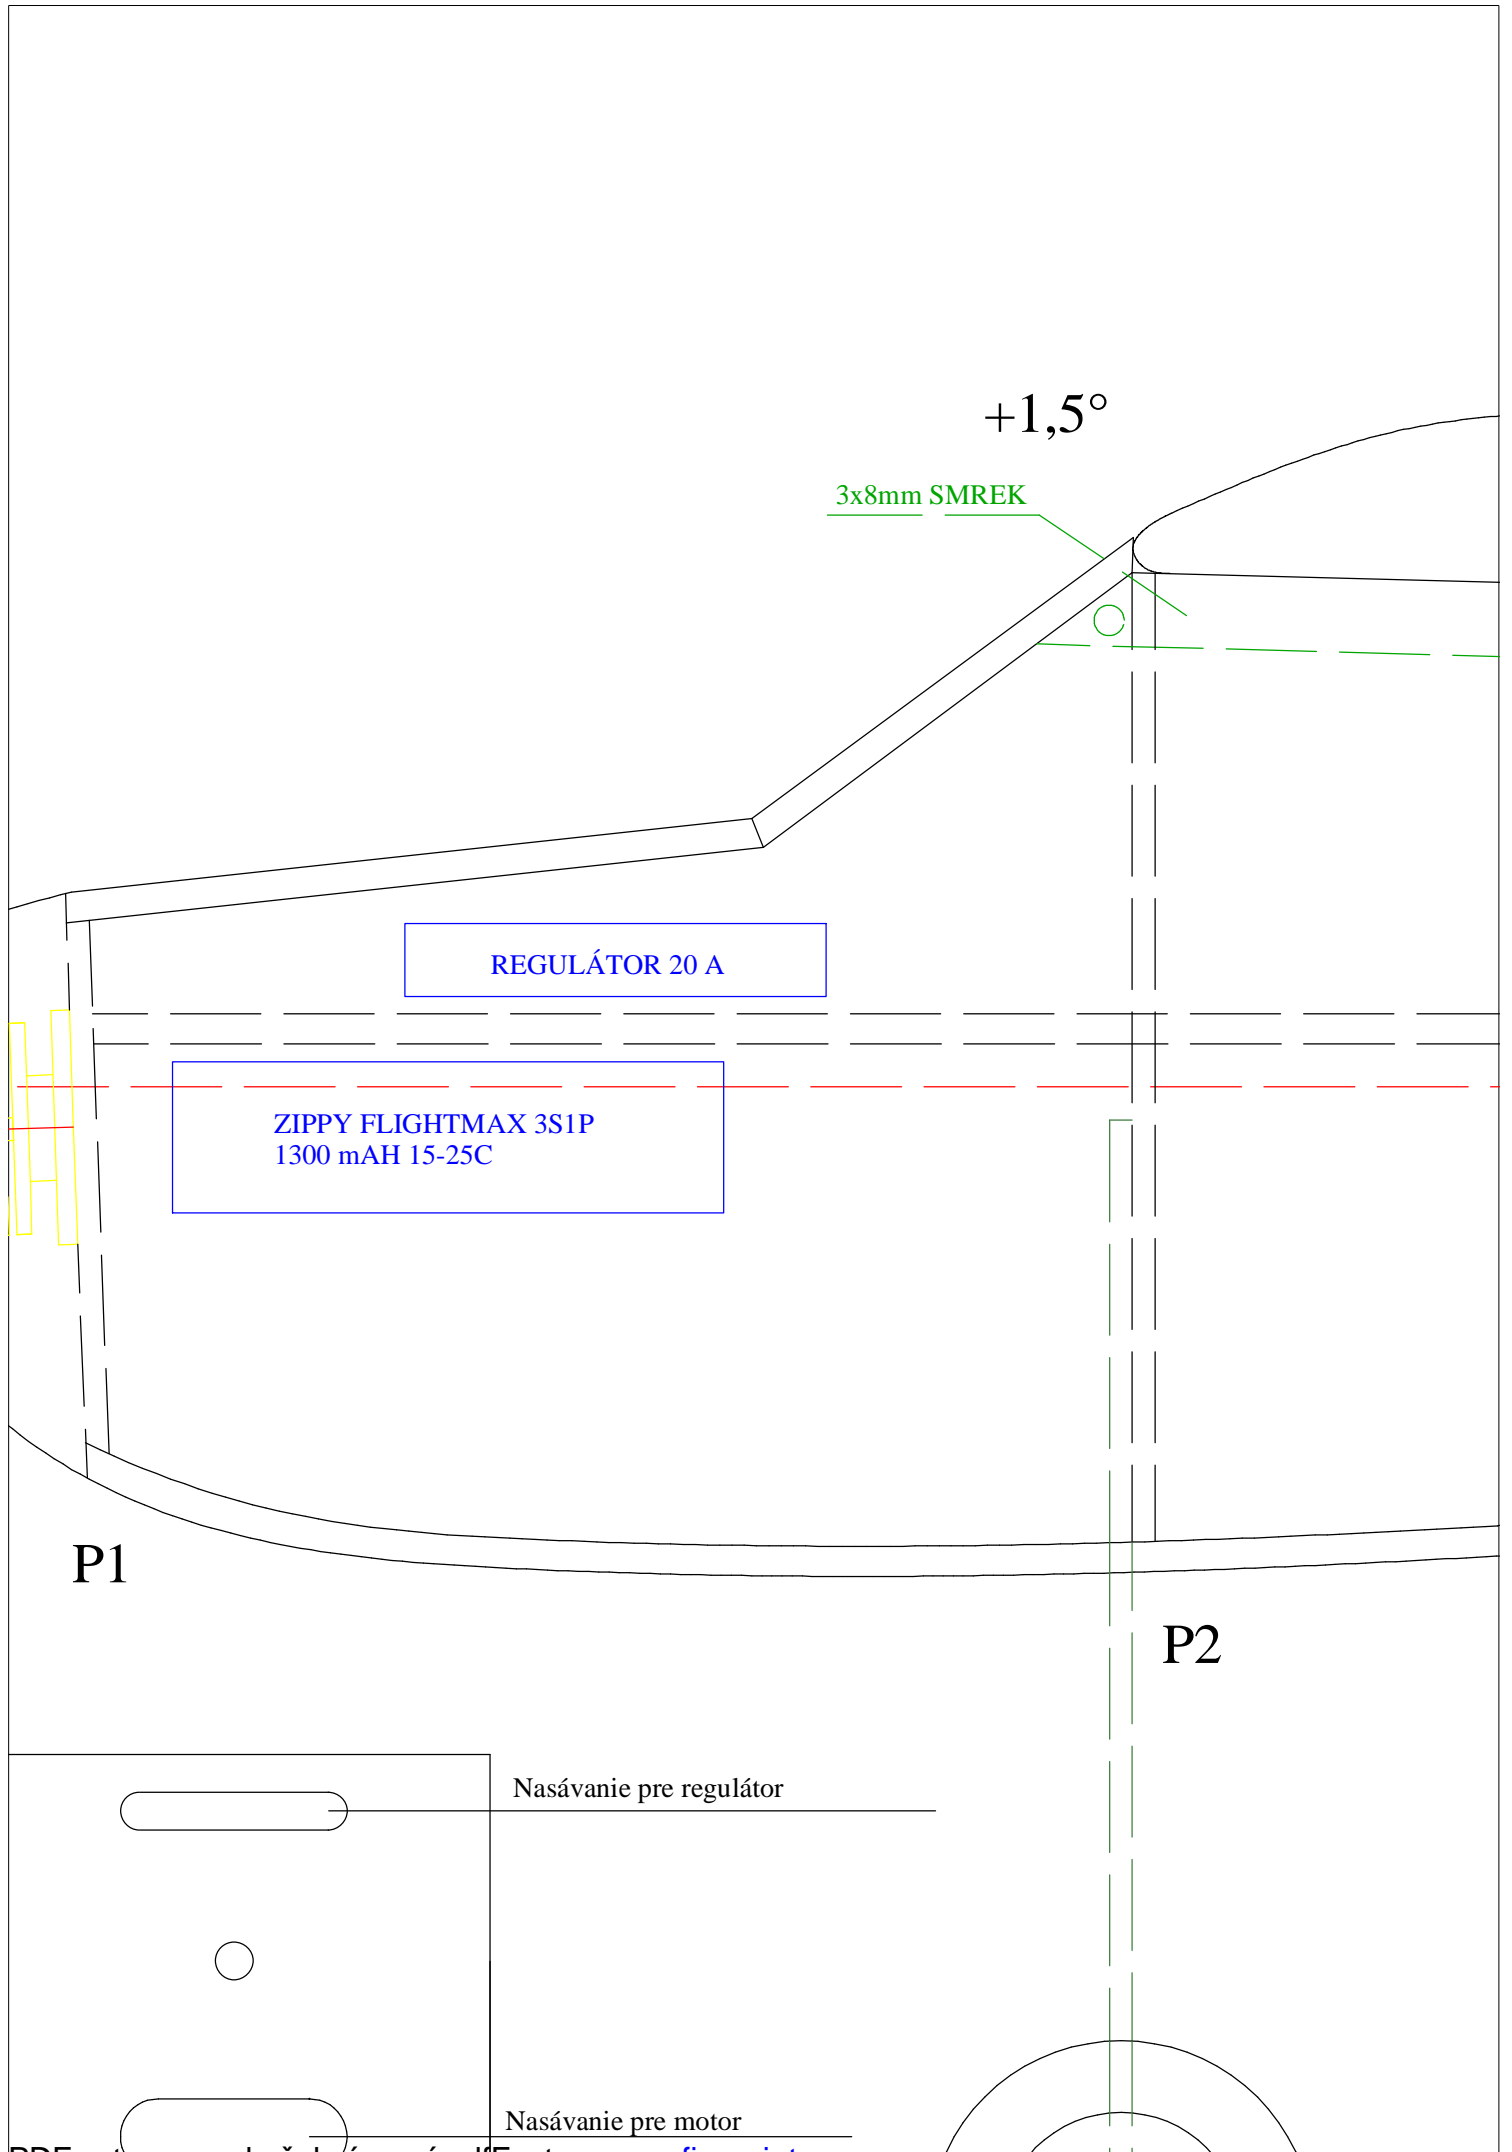 +1,5°
3x8mm SMREK
REGULÁTOR 20 A
ZIPPY FLIGHTMAX 3S1P
1300 mAH 15-25C
P1
P2
Nasávanie pre regulátor
Nasávanie pre motor